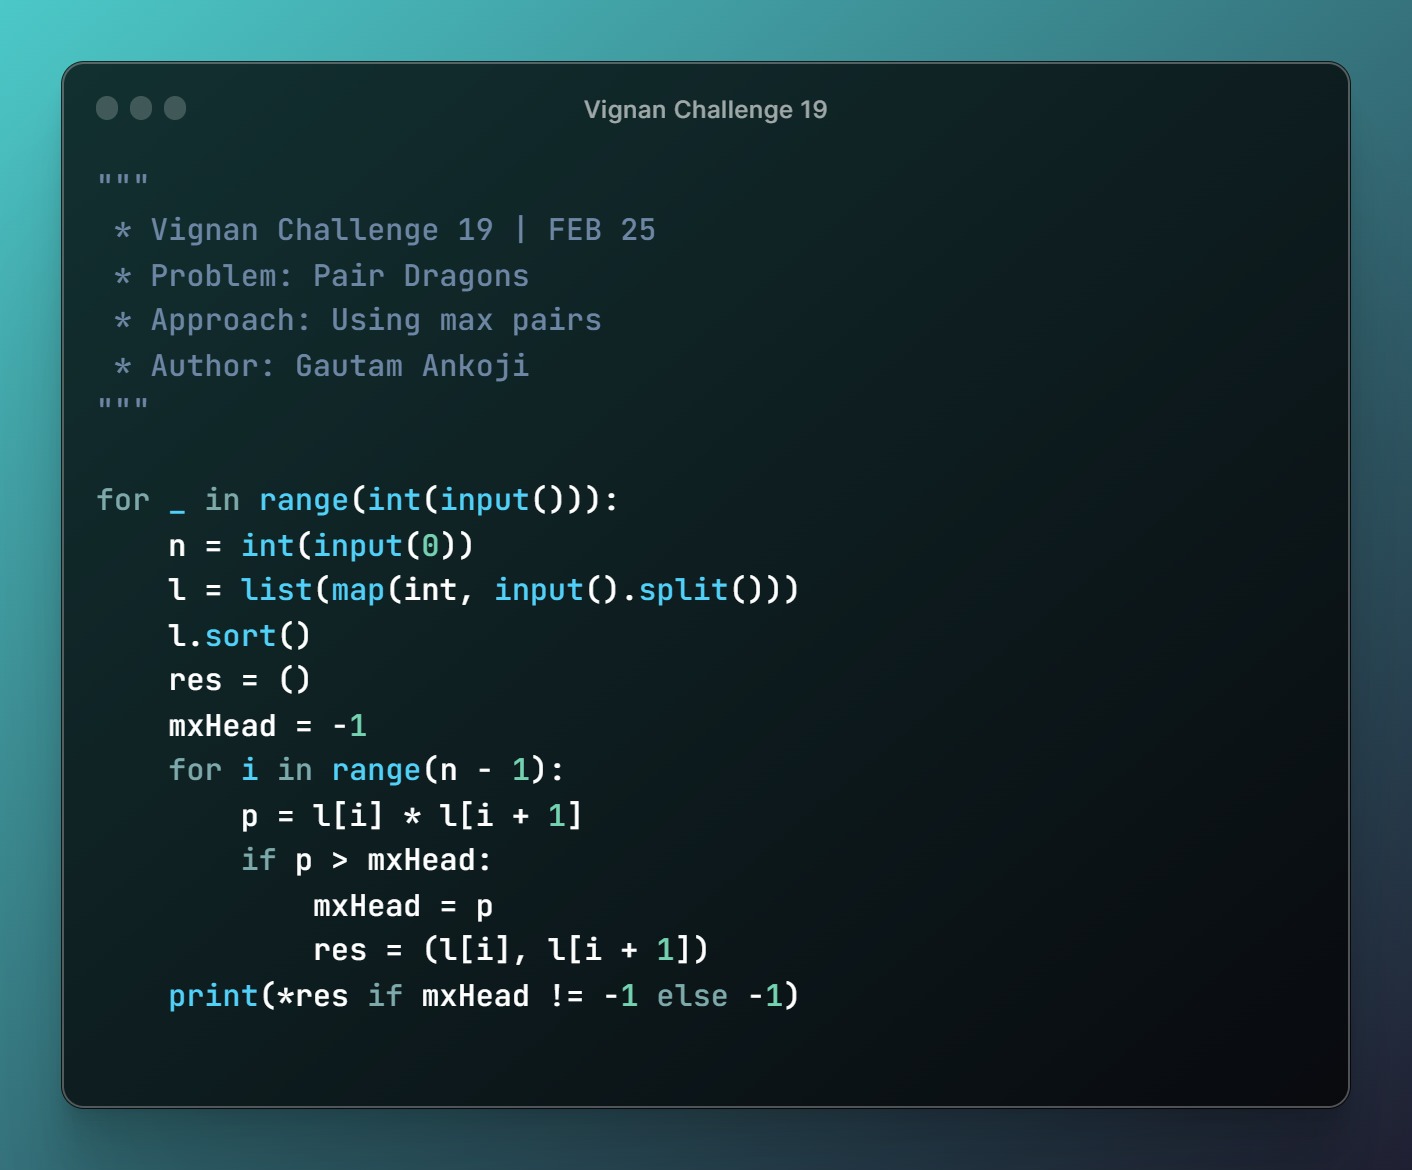 Vignan Challenge 19
"""
 * Vignan Challenge 19 | FEB 25
 * Problem: Pair Dragons
 * Approach: Using max pairs
 * Author: Gautam Ankoji
"""
for _ in range(int(input())):
    n = int(input(0))
    l = list(map(int, input().split()))
    l.sort()
    res = ()
    mxHead = -1
    for i in range(n - 1):
        p = l[i] * l[i + 1]
        if p > mxHead:
            mxHead = p
            res = (l[i], l[i + 1])
    print(*res if mxHead != -1 else -1)